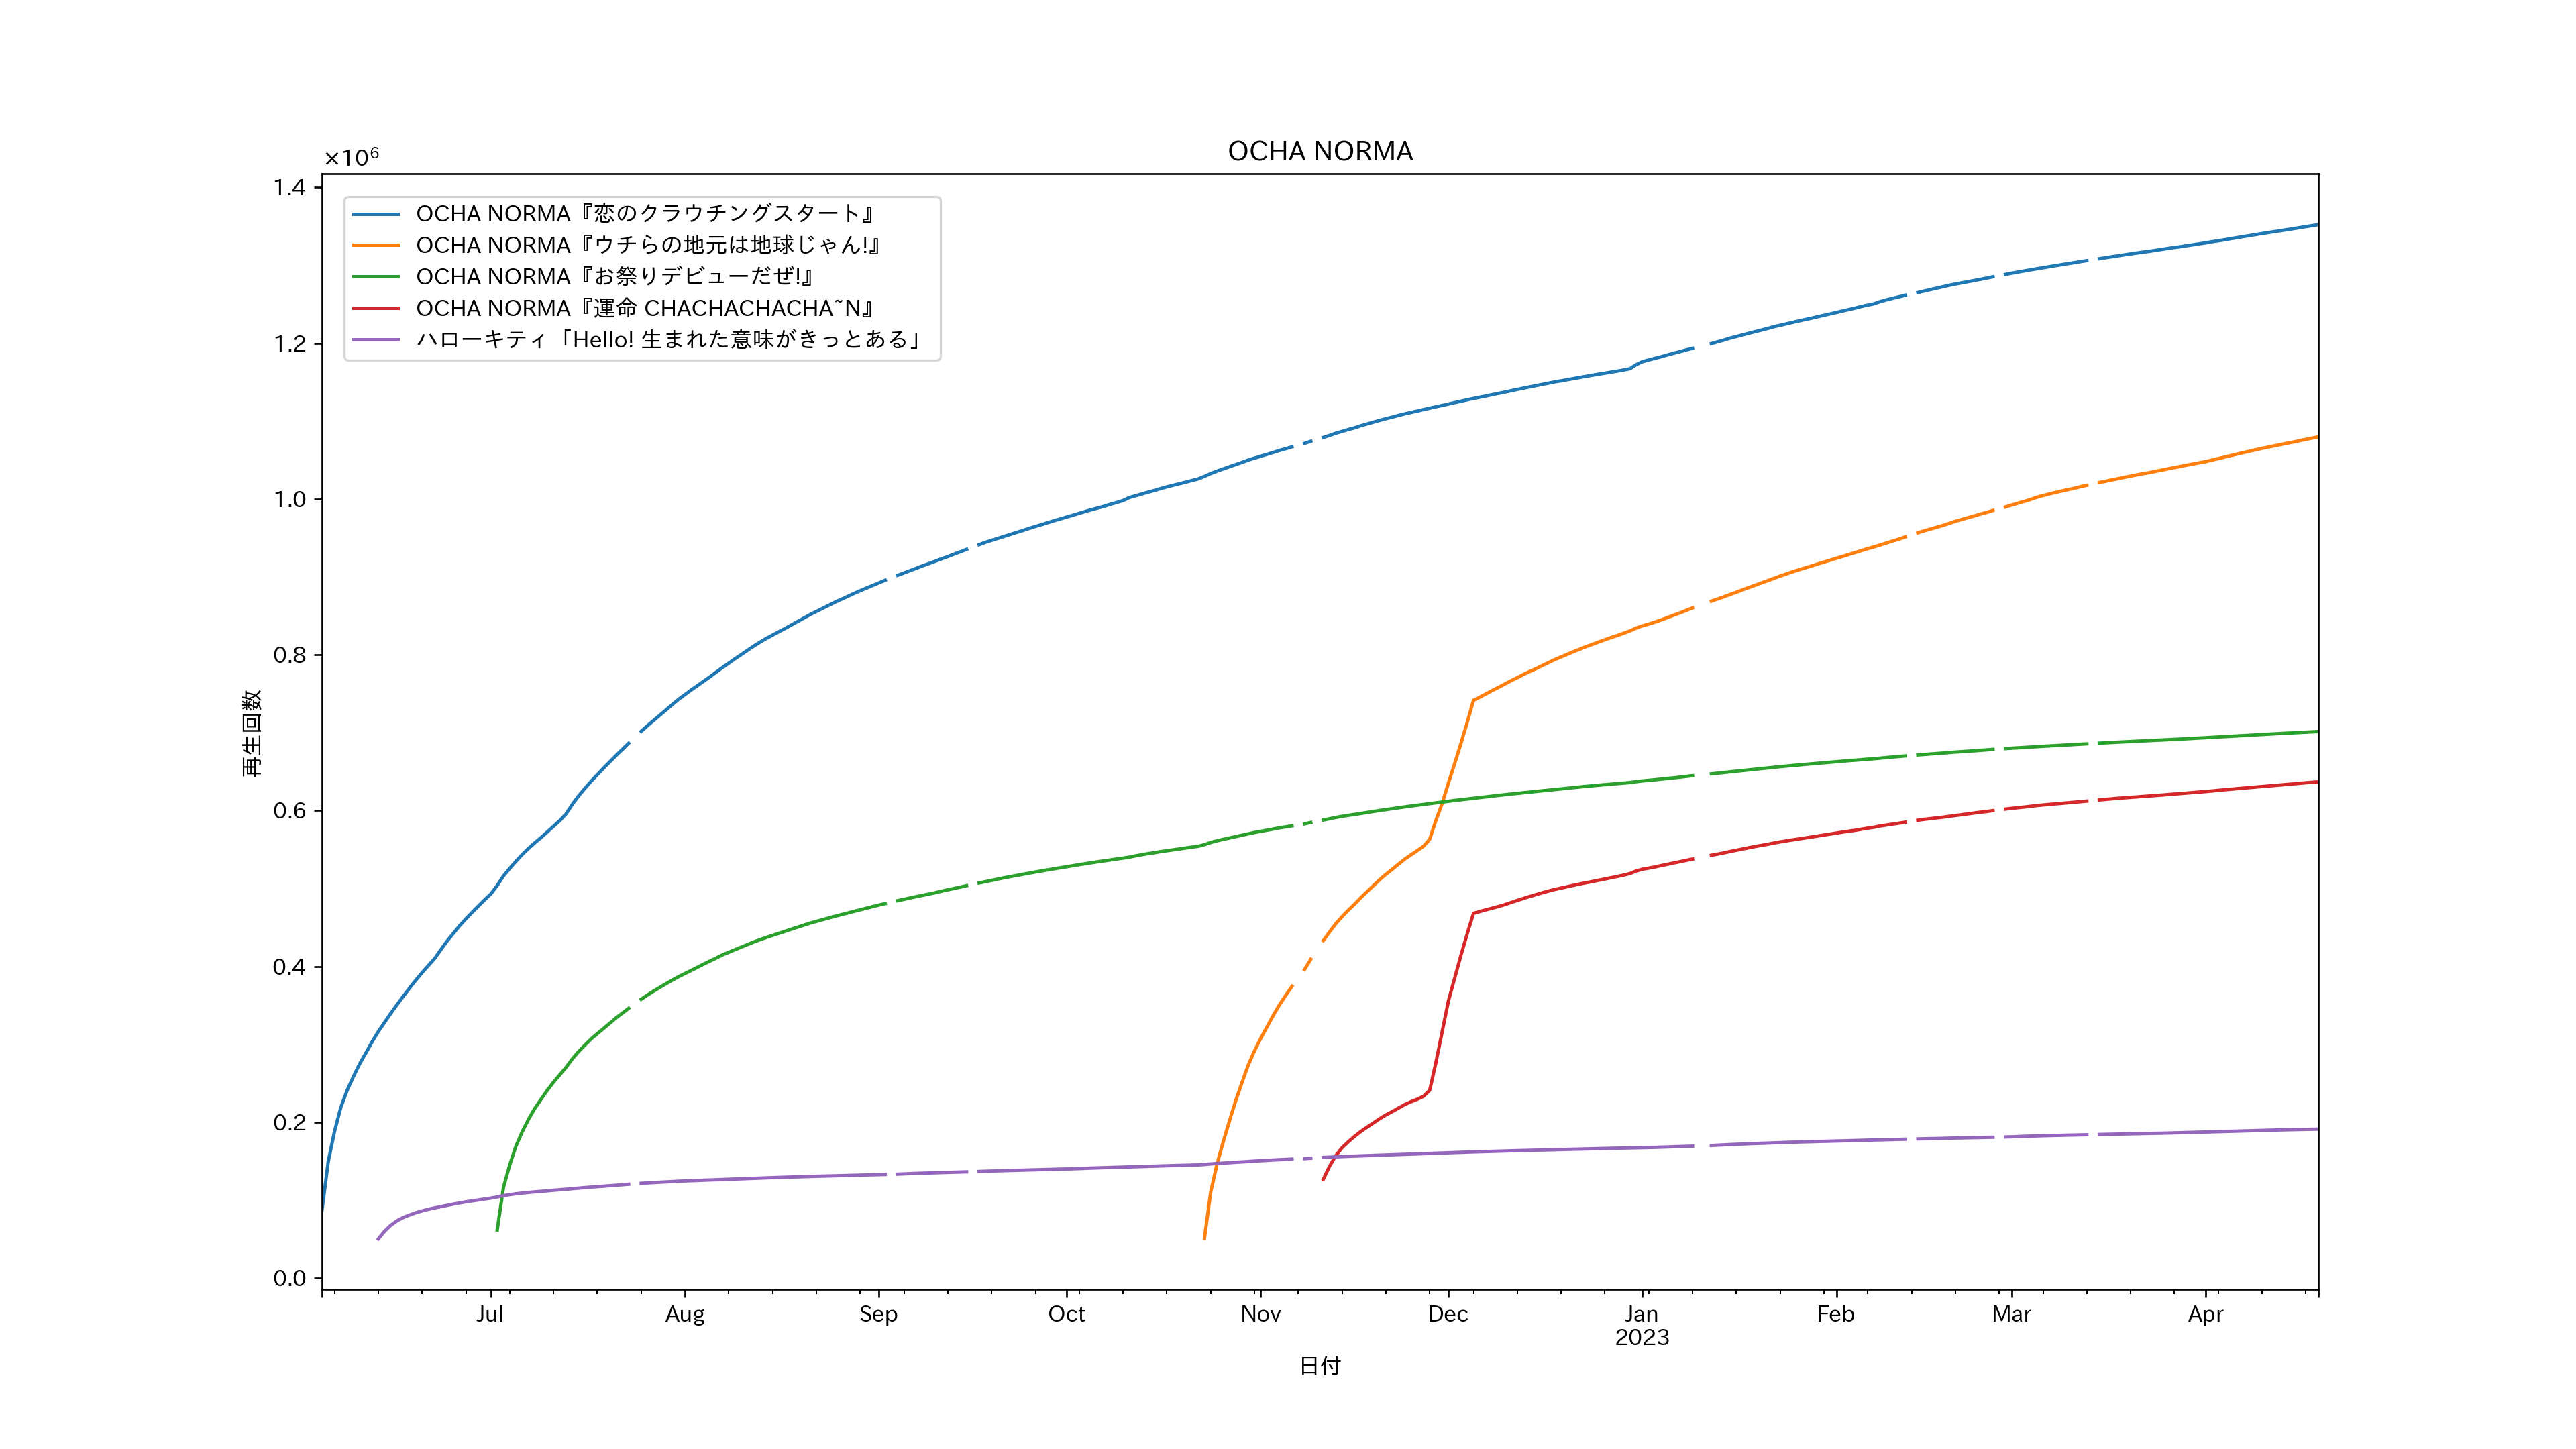 OCHA NORMA
×10⁶
1.4
1.2
1.0
0.8
0.6
0.4
0.2
0.0
再生回数
OCHA NORMA『恋のクラウチングスタート』
OCHA NORMA『ウチらの地元は地球じゃん!』
OCHA NORMA『お祭りデビューだぜ!』
OCHA NORMA『運命 CHACHACHACHA~N』
ハローキティ「Hello! 生まれた意味がきっとある」
Jul Aug Sep Oct Nov Dec Jan Feb Mar Apr
2023
日付